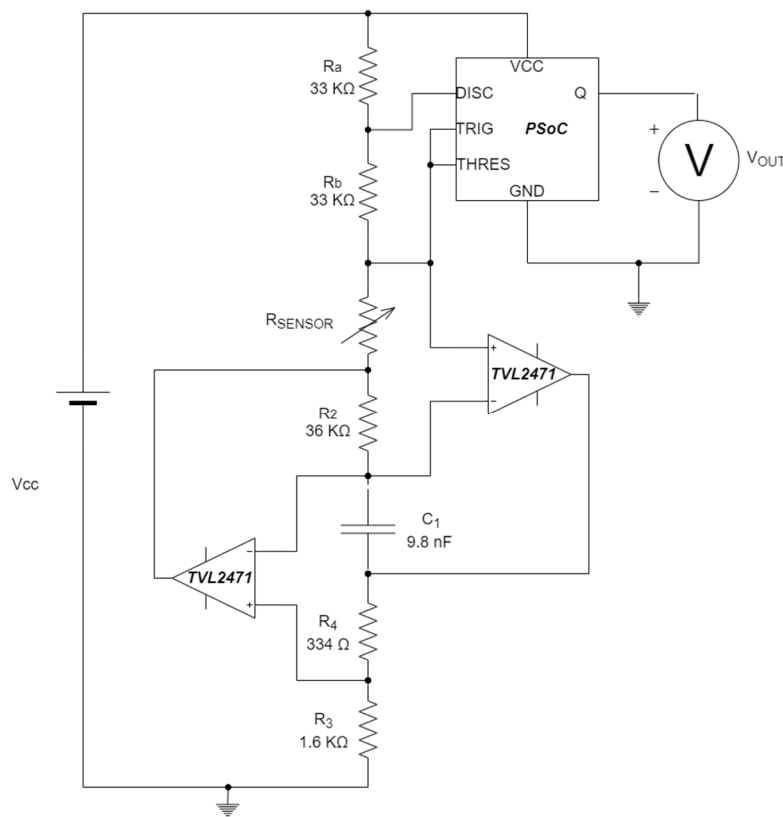 Ra
33 KΩ
VCC
DISC
Q
TRIG
PSoC
THRES
GND
+
V
−
VOUT
Rb
33 KΩ
RSENSOR
+
TVL2471
−
R2
36 KΩ
Vcc
C1
9.8 nF
−
TVL2471
+
R4
334 Ω
R3
1.6 KΩ